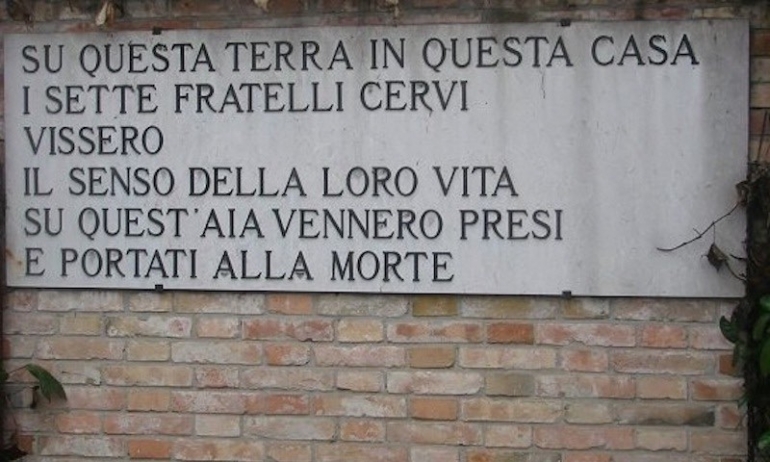 SU QUESTA TERRA IN QUESTA CASA
I SETTE FRATELLI CERVI
VISSERO
IL SENSO DELLA LORO VITA
SU QUEST'AIA VENNERO PRESI
E PORTATI ALLA MORTE